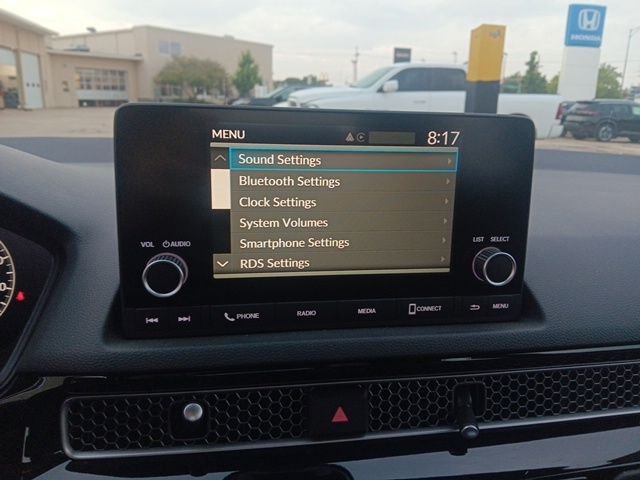 HONDA
MENU 8:17
Sound Settings
Bluetooth Settings
Clock Settings
System Volumes
Smartphone Settings
RDS Settings
VOL AUDIO
LIST SELECT
PHONE RADIO MEDIA CONNECT MENU